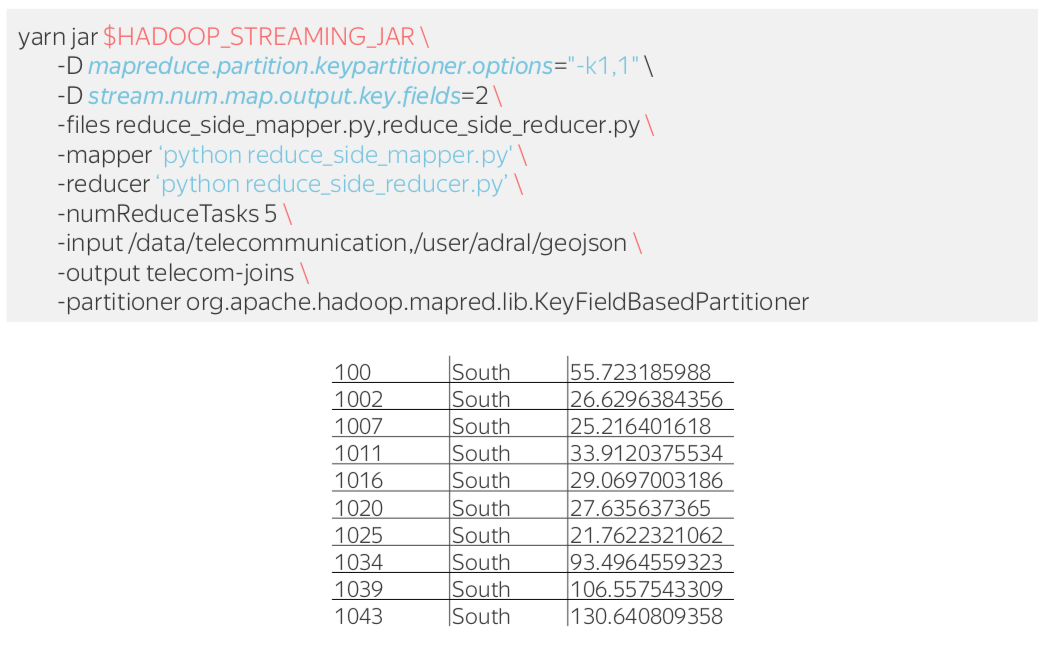 yarn jar $HADOOP_STREAMING_JAR \
-D mapreduce.partition.keypartitioner.options="-k1,1" \
-D stream.num.map.output.key.fields=2 \
-files reduce_side_mapper.py,reduce_side_reducer.py \
-mapper ‘python reduce_side_mapper.py' \
-reducer ‘python reduce_side_reducer.py’ \
-numReduceTasks 5 \
-input /data/telecommunication,/user/adral/geojson \
-output telecom-joins \
-partitioner org.apache.hadoop.mapred.lib.KeyFieldBasedPartitioner
100 South 55.723185988
1002 South 26.6296384356
1007 South 25.216401618
1011 South 33.9120375534
1016 South 29.0697003186
1020 South 27.635637365
1025 South 21.7622321062
1034 South 93.4964559323
1039 South 106.557543309
1043 South 130.640809358